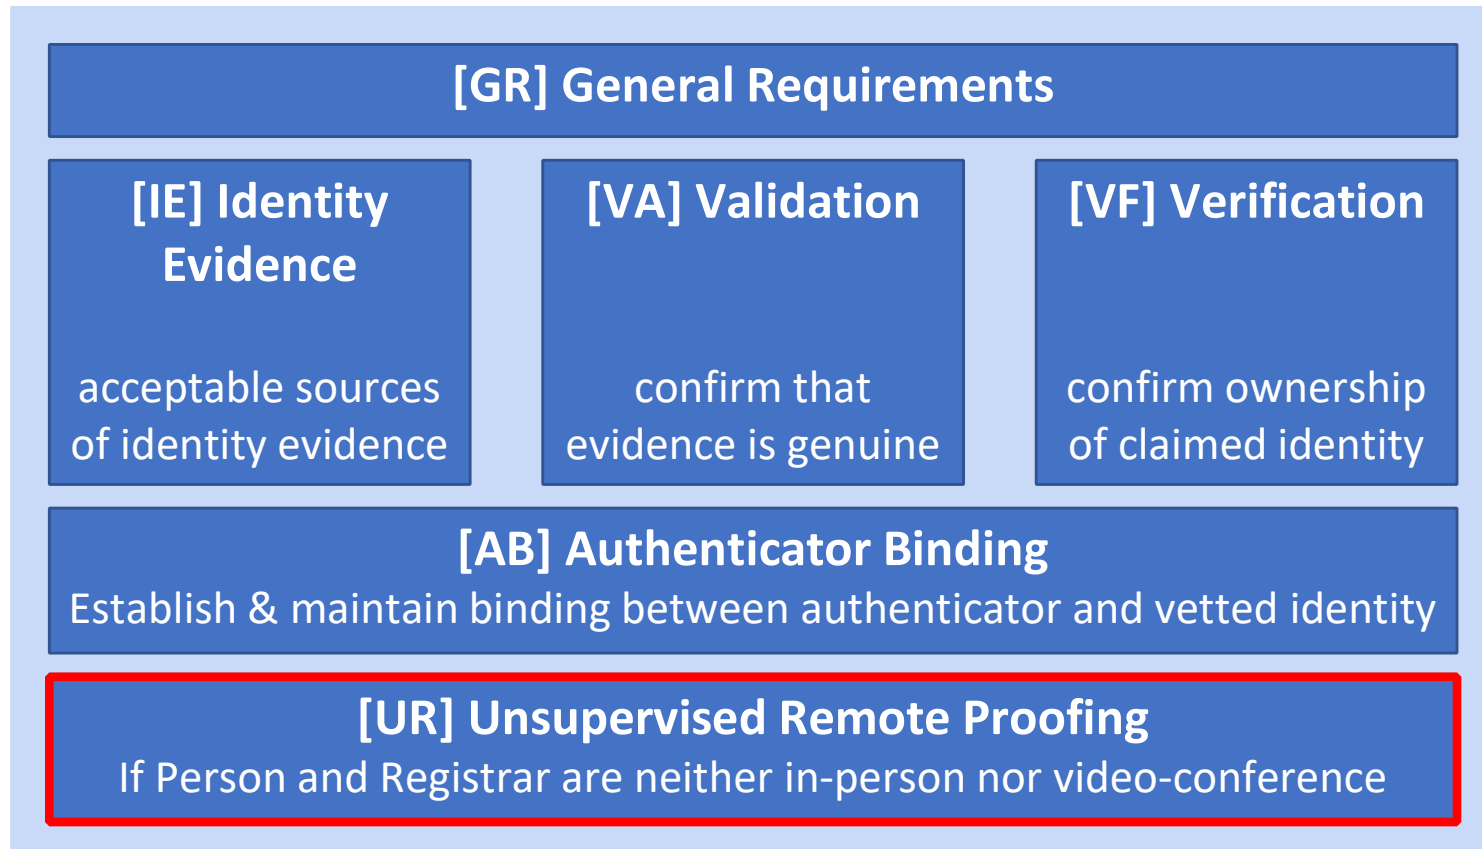 [GR] General Requirements
[IE] Identity
Evidence
acceptable sources
of identity evidence
[VA] Validation
confirm that
evidence is genuine
[VF] Verification
confirm ownership
of claimed identity
[AB] Authenticator Binding
Establish & maintain binding between authenticator and vetted identity
[UR] Unsupervised Remote Proofing
If Person and Registrar are neither in-person nor video-conference